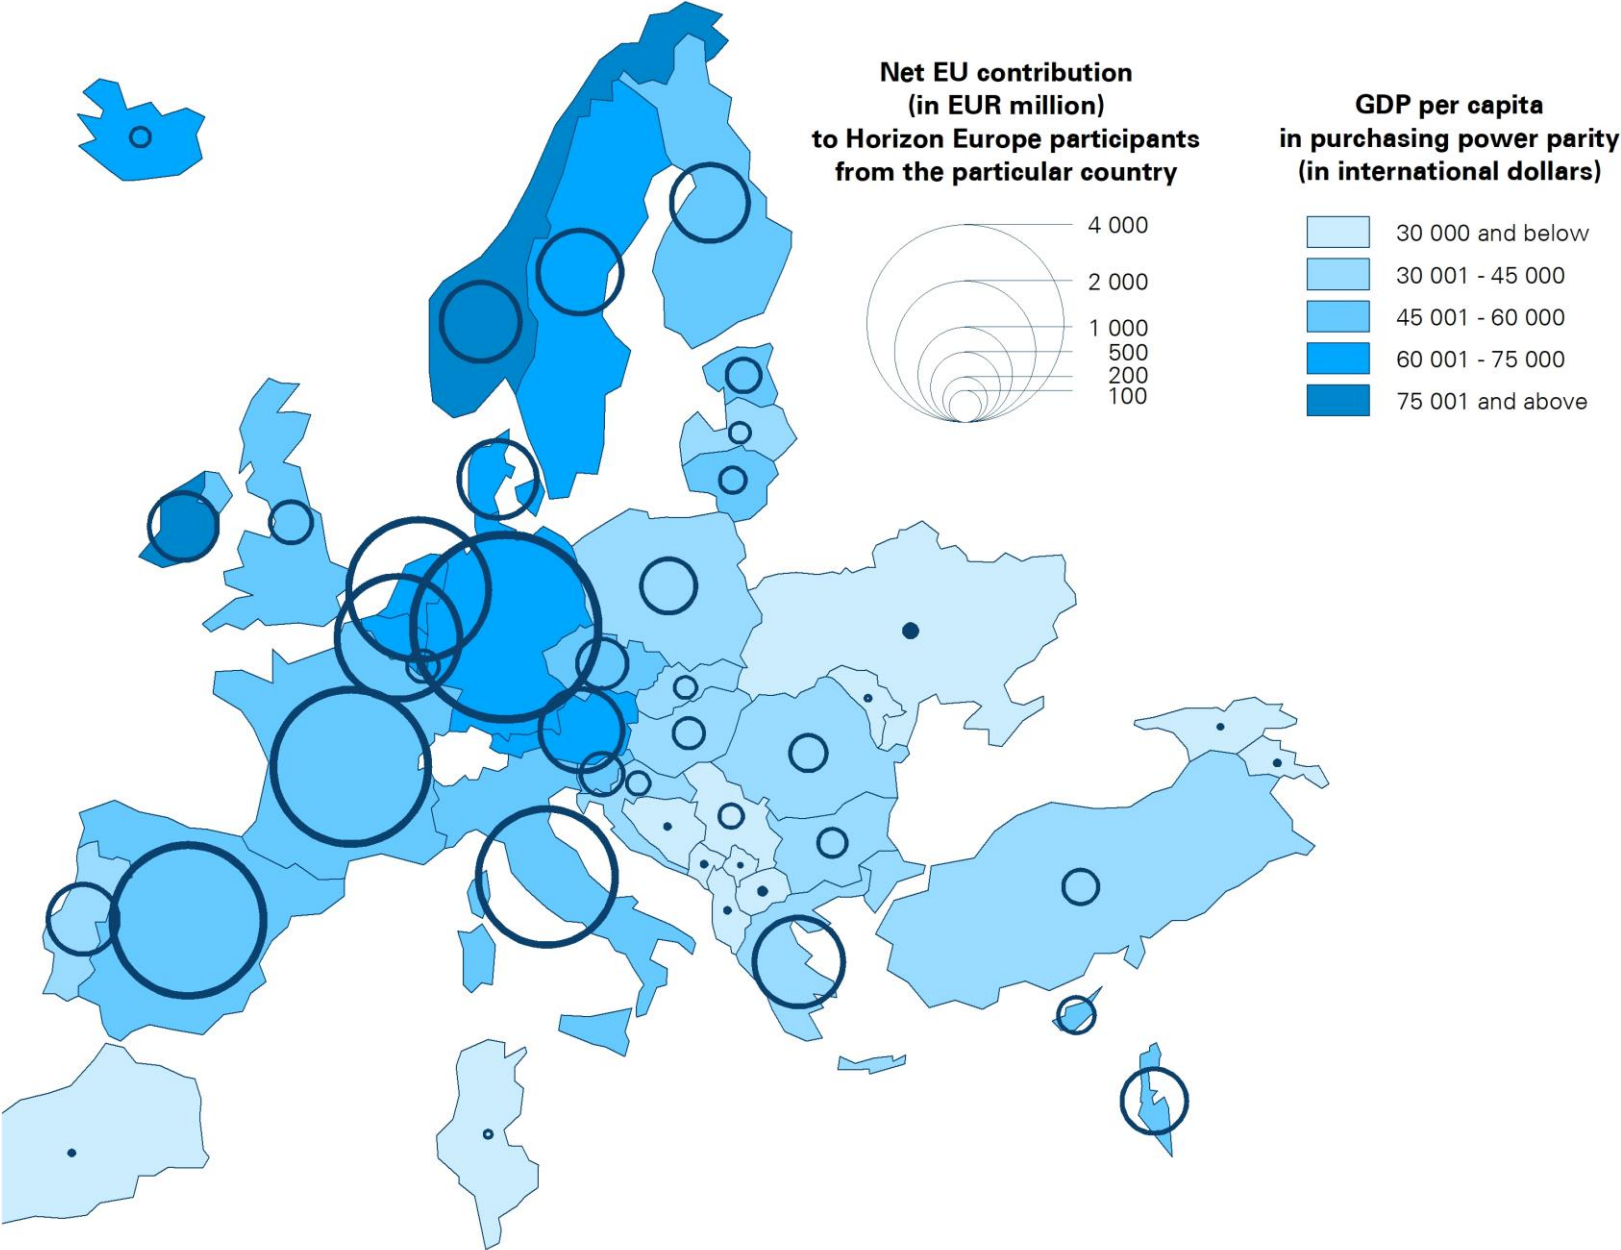 Net EU contribution
(in EUR million)
to Horizon Europe participants
from the particular country
4 000
2 000
1 000
500
200
100
GDP per capita
in purchasing power parity
(in international dollars)
30 000 and below
30 001 - 45 000
45 001 - 60 000
60 001 - 75 000
75 001 and above